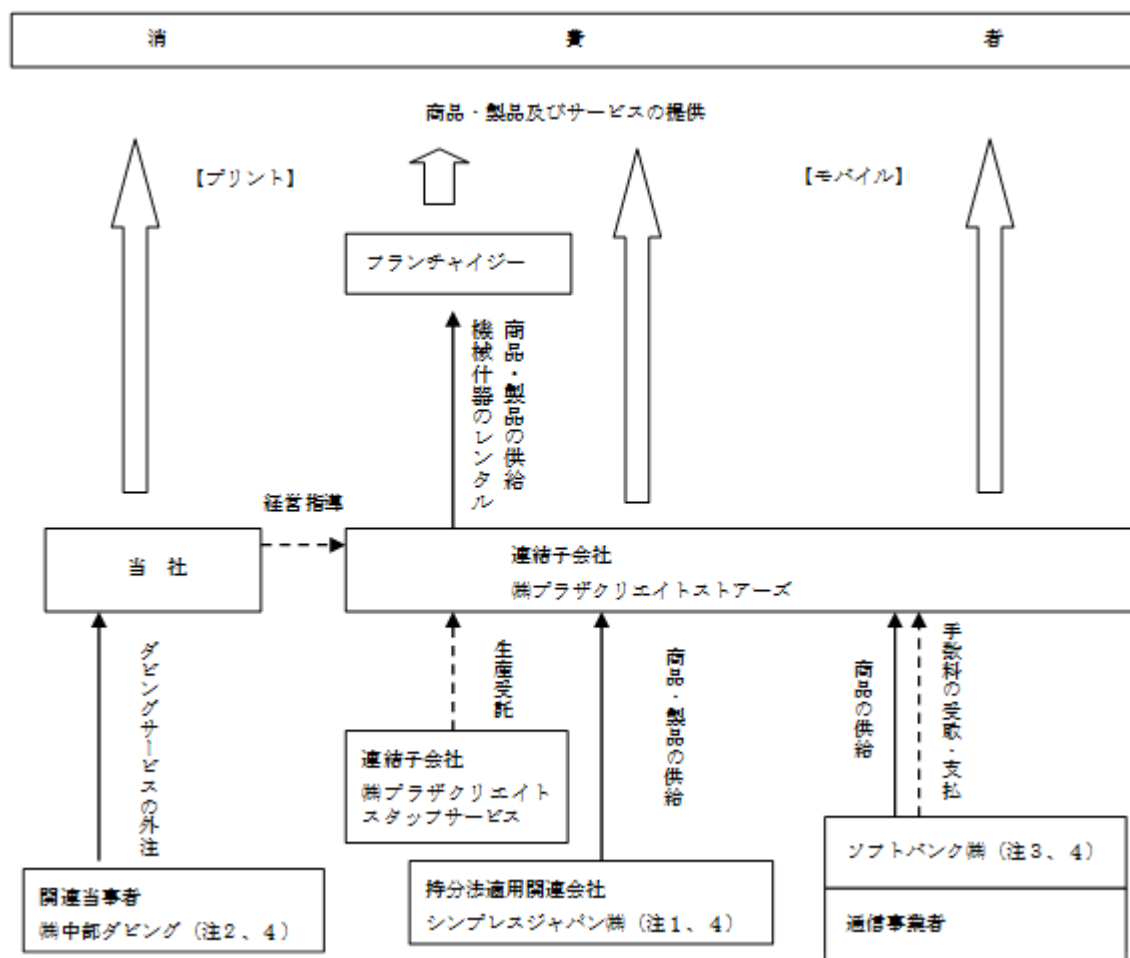 消 費 者
商品・製品及びサービスの提供
【プリント】
【モバイル】
フランチャイジー
商品・製品の供給
機械什器のレンタル
経営指導
当 社
連結子会社
㈱プラザクリエイトストアーズ
ダビングサービスの外注
生産受託
商品・製品の供給
商品の供給
手数料の受取・支払
連結子会社
㈱プラザクリエイト
スタッフサービス
ソフトバンク㈱（注３、４）
通信事業者
関連当事者
㈱中部ダビング（注２、４）
持分法適用関連会社
シンプレスジャパン㈱（注１、４）